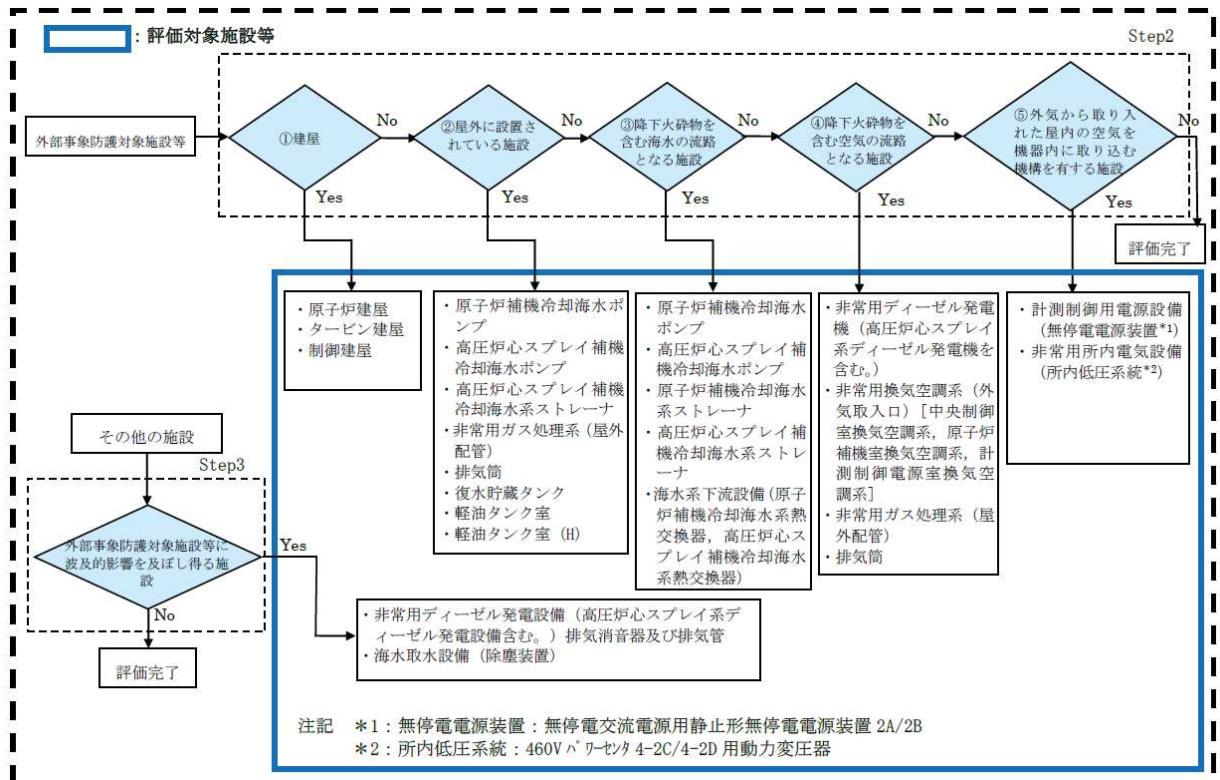 ：評価対象施設等
Step2
外部事象防護対象施設等
①建屋
No
②屋外に設置さ
れている施設
No
③降下火砕物を
含む海水の流路
となる施設
No
④降下火砕物を
含む空気の流路
となる施設
No
⑤外気から取り入
れた屋内の空気を
機器内に取り込む
機構を有する施設
No
Yes
Yes
Yes
Yes
Yes
評価完了
・原子炉建屋
・タービン建屋
・制御建屋
・原子炉補機冷却海水ポ
ンプ
・高圧炉心スプレイ補機
冷却海水ポンプ
・高圧炉心スプレイ補機
冷却海水系ストレーナ
・非常用ガス処理系（屋外
配管）
・排気筒
・復水貯蔵タンク
・軽油タンク室
・軽油タンク室（H）
・原子炉補機冷却海水
ポンプ
・高圧炉心スプレイ補
機冷却海水ポンプ
・原子炉補機冷却海水
系ストレーナ
・高圧炉心スプレイ補
機冷却海水系ストレ
ーナ
・海水系下流設備（原子
炉補機冷却海水系熱
交換器，高圧炉心ス
プレイ補機冷却海水
系熱交換器）
・非常用ディーゼル発電
機（高圧炉心スプレイ
系ディーゼル発電機を
含む。）
・非常用換気空調系（外
気取入口）［中央制御
室換気空調系，原子炉
補機室換気空調系，計
測制御電源室換気空
調系］
・非常用ガス処理系（屋
外配管）
・排気筒
・計測制御用電源設備
（無停電電源装置*1）
・非常用所内電気設備
（所内低圧系統*2）
その他の施設
Step3
外部事象防護対象施設等に
波及的影響を及ぼし得る施
設
Yes
No
評価完了
・非常用ディーゼル発電設備（高圧炉心スプレイ系デ
ィーゼル発電設備含む。）排気消音器及び排気管
・海水取水設備（除塵装置）
注記　＊1：無停電電源装置：無停電交流電源用静止形無停電電源装置 2A/2B
＊2：所内低圧系統：460V ﾊﾟﾜｰｾﾝﾀ 4-2C/4-2D 用動力変圧器